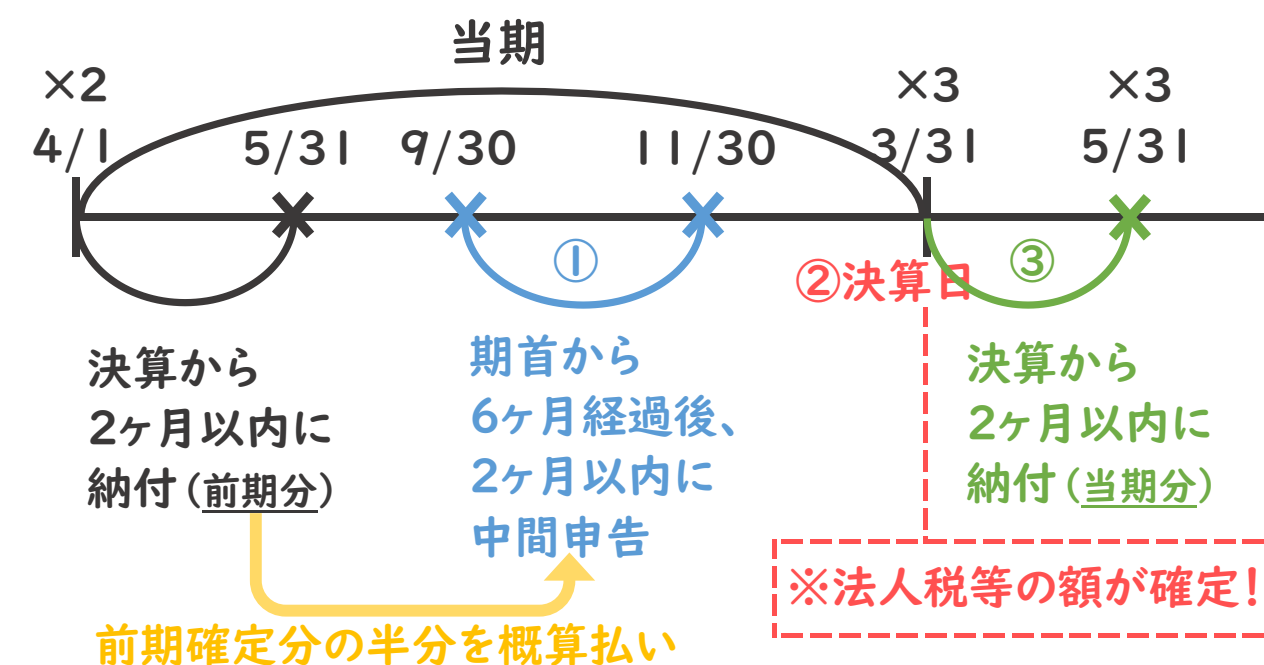 当期
×2
×3
×3
4/1
5/31
9/30
11/30
3/31
5/31
①
③
②決算日
決算から
2ヶ月以内に
納付(前期分)
期首から
6ヶ月経過後、
2ヶ月以内に
中間申告
決算から
2ヶ月以内に
納付(当期分)
※法人税等の額が確定!
前期確定分の半分を概算払い